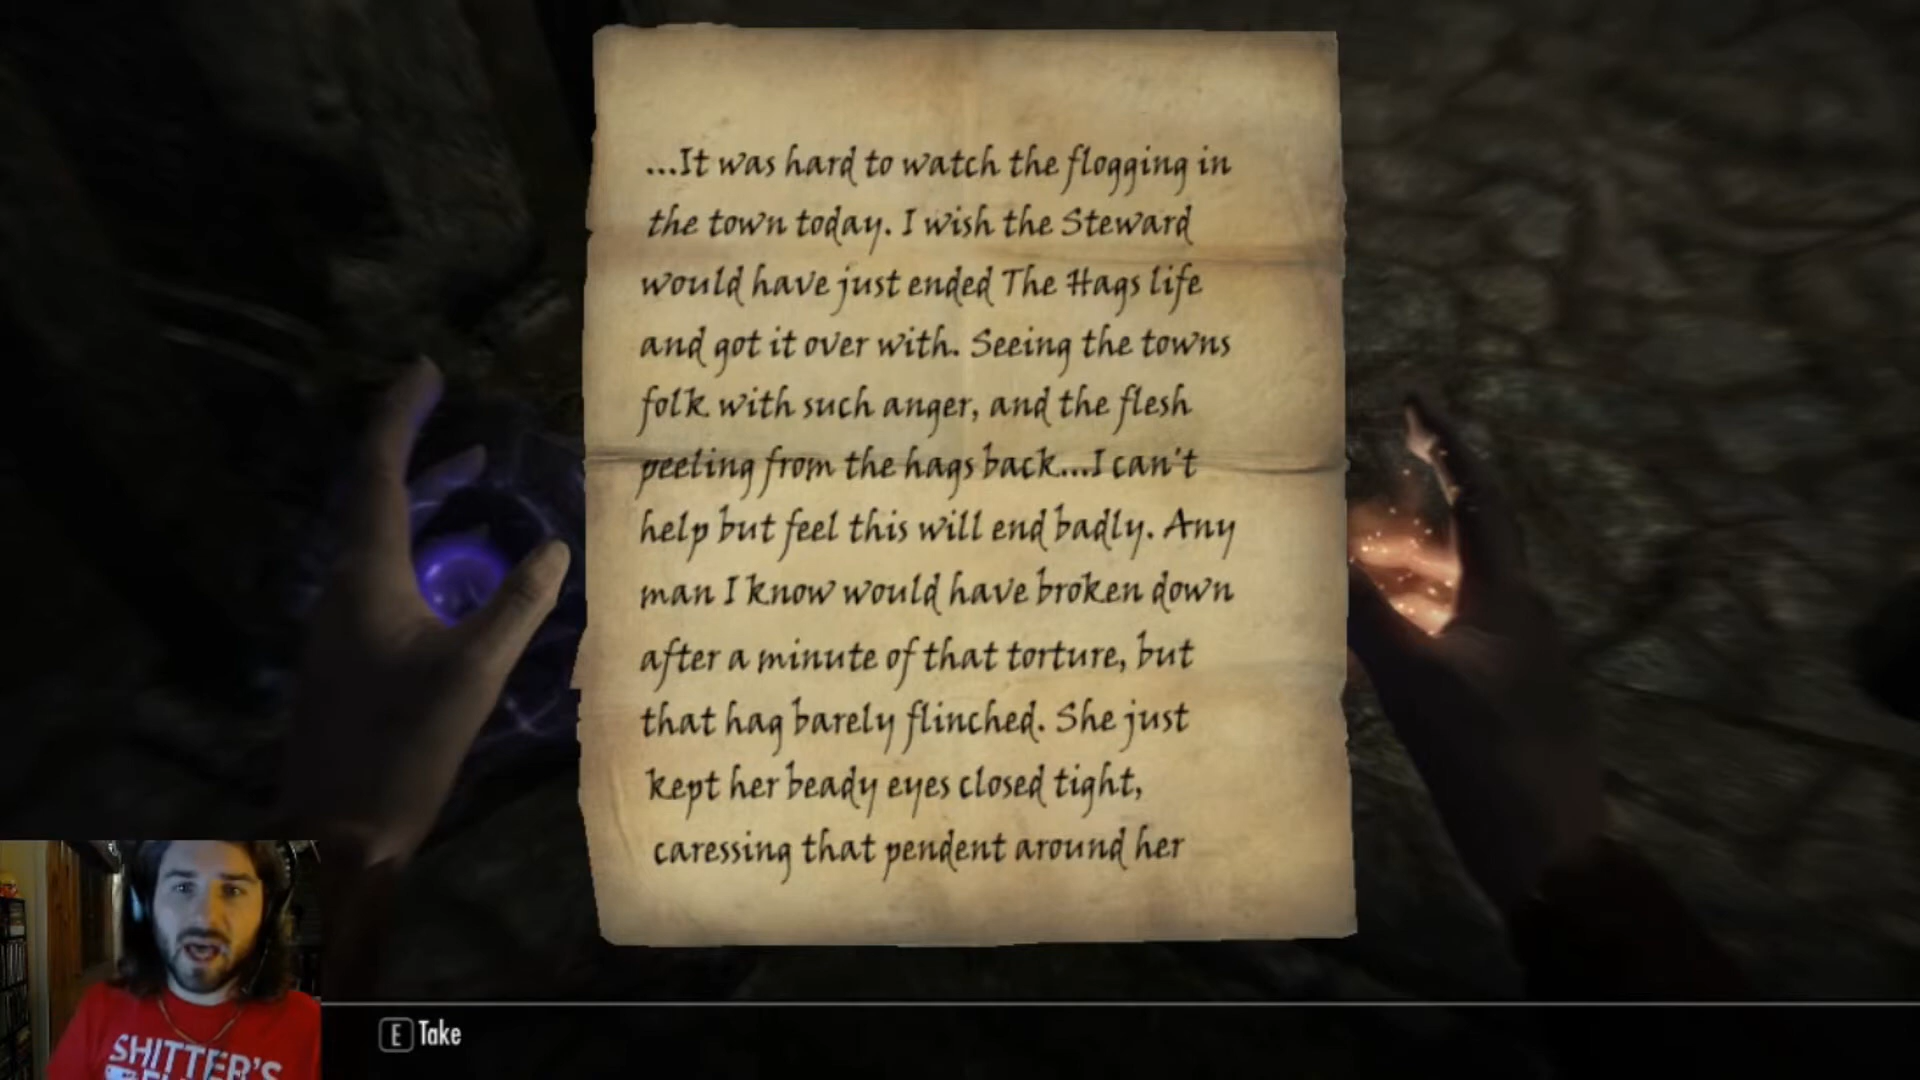 ...It was hard to watch the flogging in
the town today. I wish the Steward
would have just ended The Hags life
and got it over with. Seeing the towns
folk with such anger, and the flesh
peeling from the hags back...I can't
help but feel this will end badly. Any
man I know would have broken down
after a minute of that torture, but
that hag barely flinched. She just
kept her beady eyes closed tight,
caressing that pendent around her
SHITTER'S
E Take